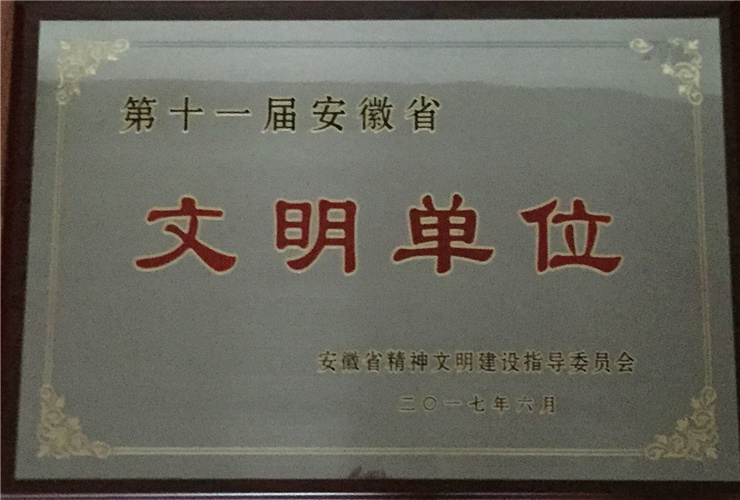 第十一届安徽省
文明单位
安徽省精神文明建设指导委员会
二〇一七年六月